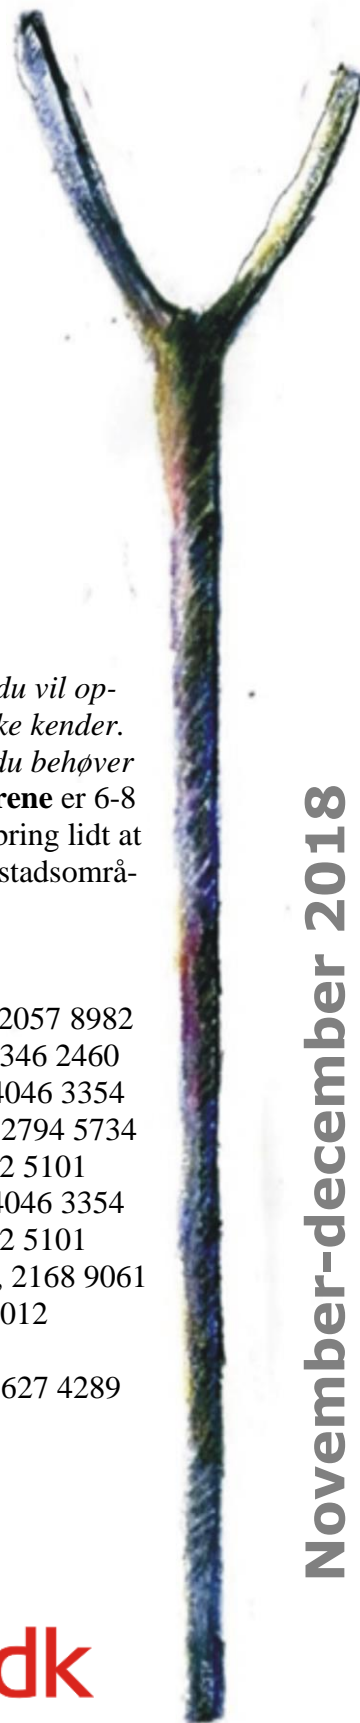 du vil op-
ke kender.
du behøver
rene er 6-8
bring lidt at
stadsområ-
2057 8982
346 2460
4046 3354
2794 5734
2 5101
4046 3354
2 5101
, 2168 9061
012
627 4289
dk
November-december 2018